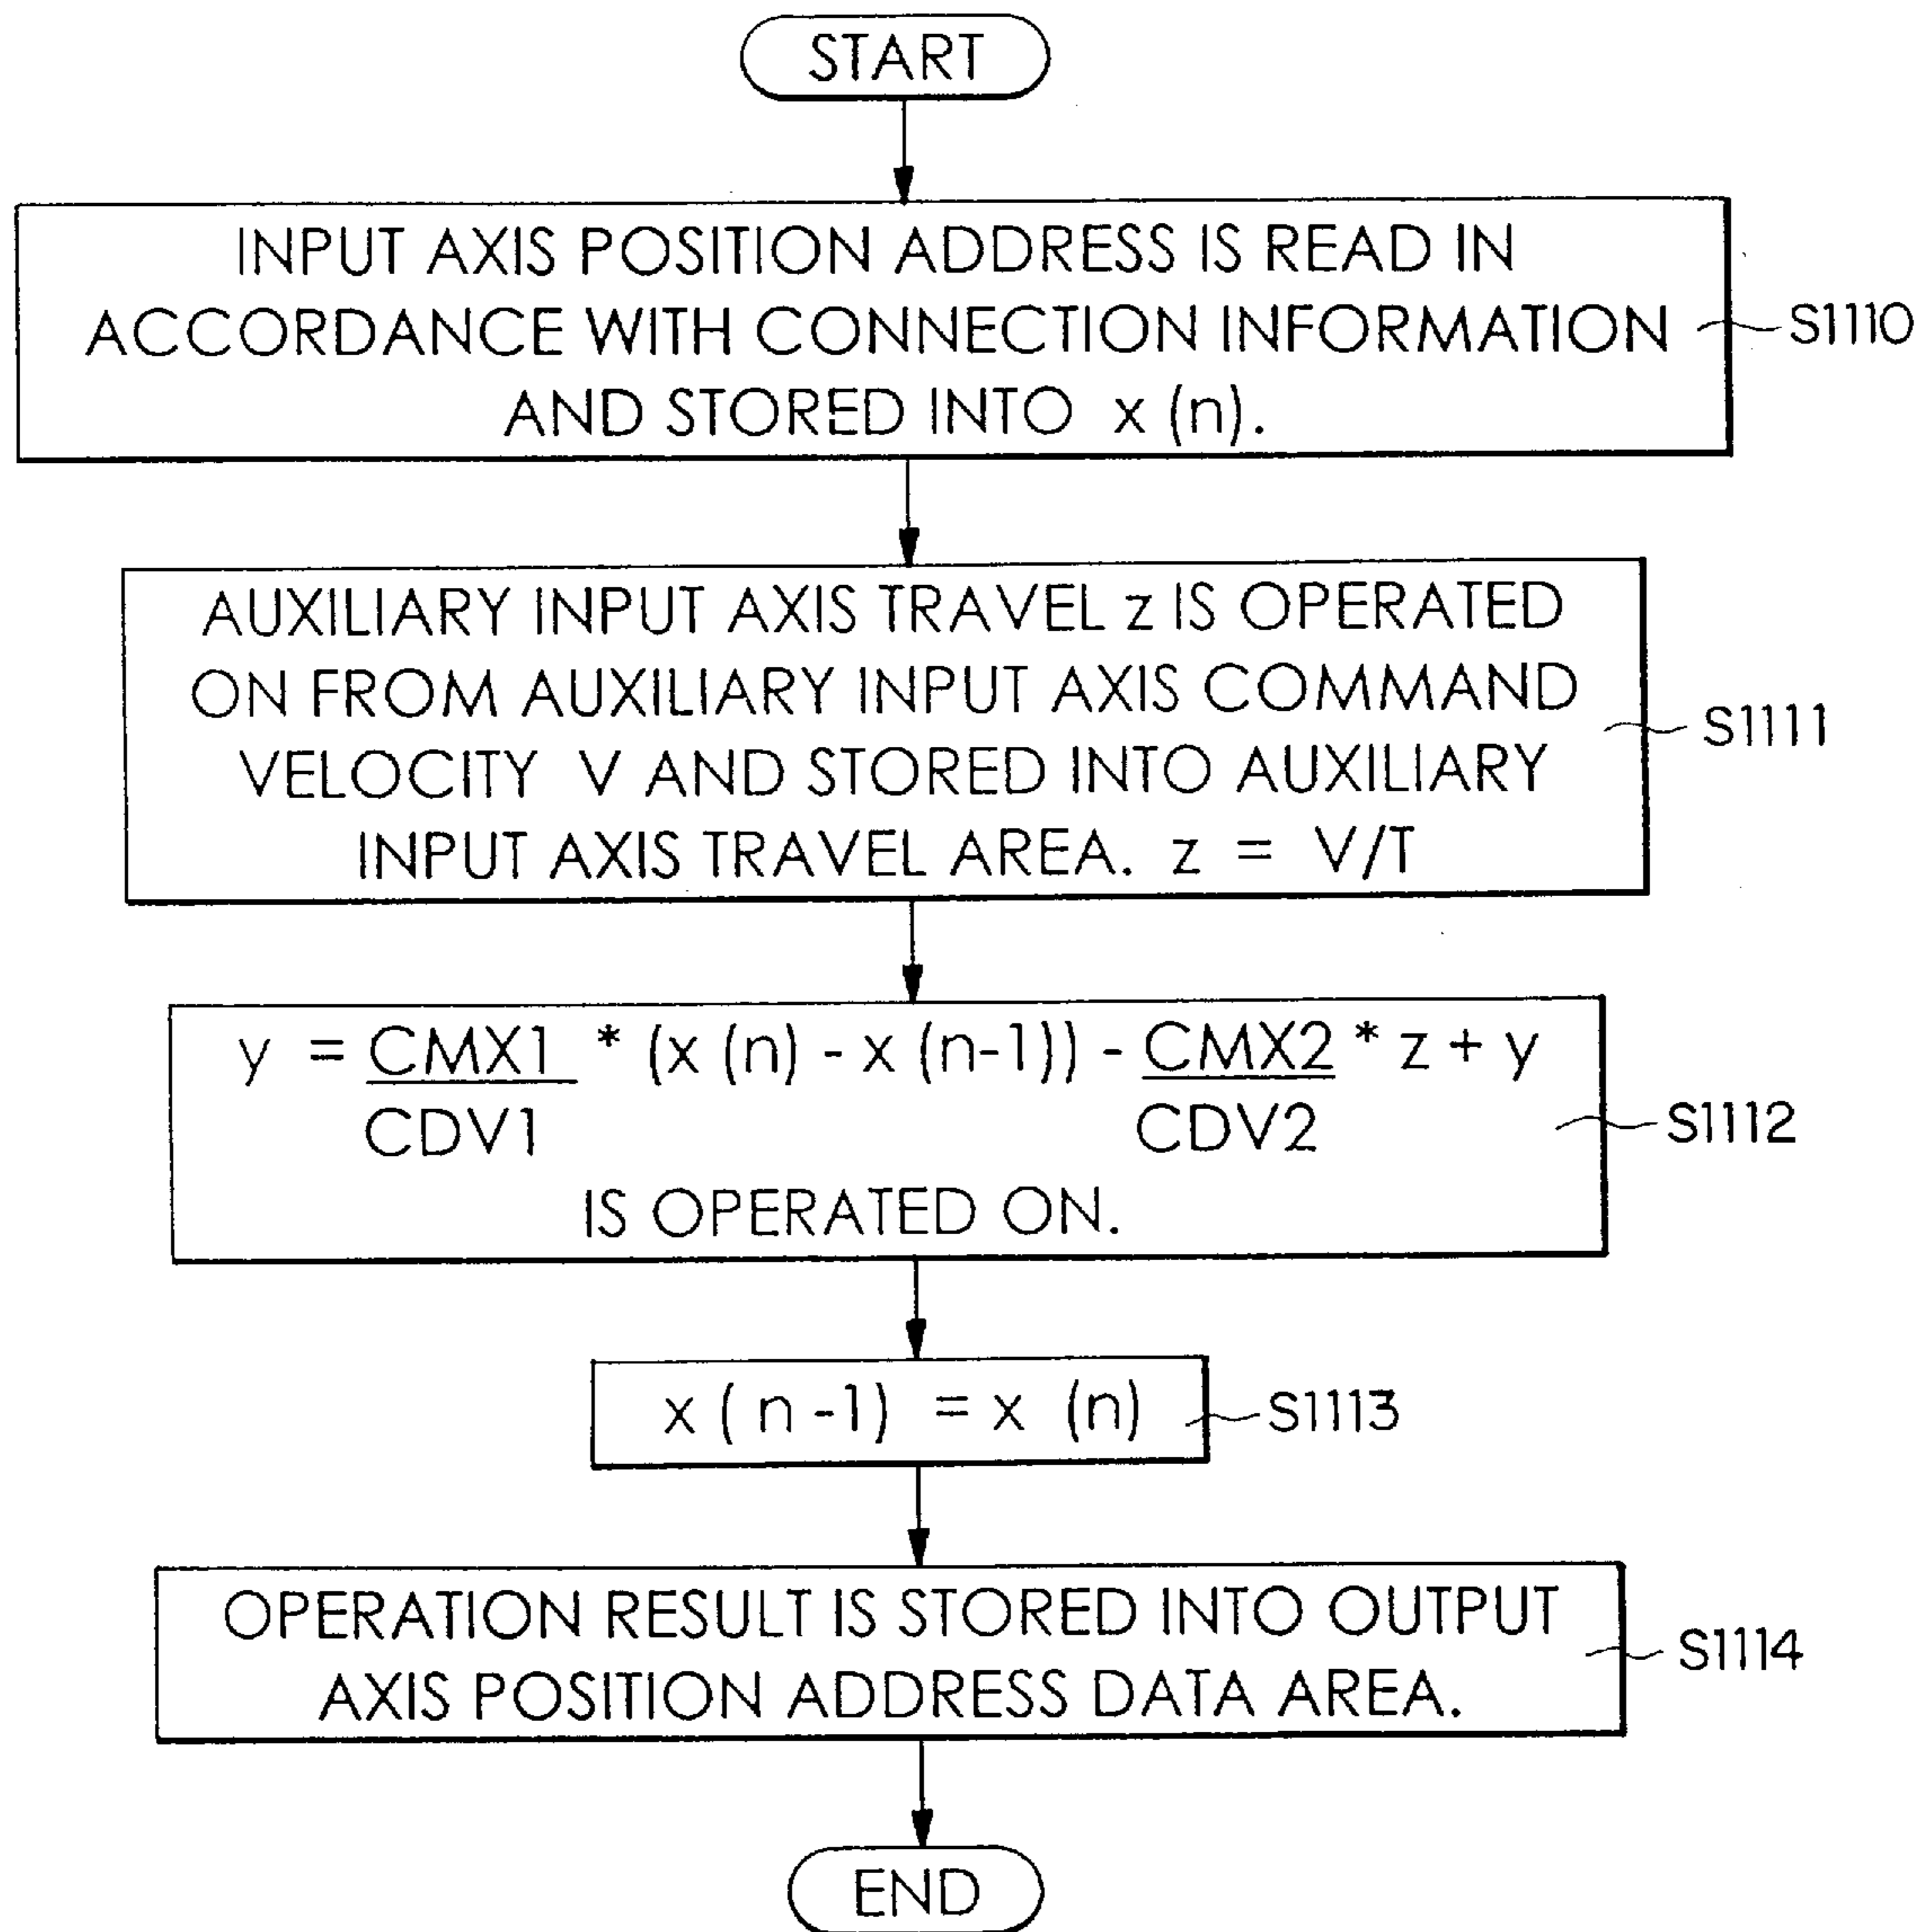 START
INPUT AXIS POSITION ADDRESS IS READ IN
ACCORDANCE WITH CONNECTION INFORMATION
AND STORED INTO x (n).
S1110
AUXILIARY INPUT AXIS TRAVEL z IS OPERATED
ON FROM AUXILIARY INPUT AXIS COMMAND
VELOCITY V AND STORED INTO AUXILIARY
INPUT AXIS TRAVEL AREA. z = V/T
S1111
y = CMX1 * (x (n) - x (n-1)) - CMX2 * z + y
CDV1 CDV2
IS OPERATED ON.
S1112
x ( n -1) = x (n)
S1113
OPERATION RESULT IS STORED INTO OUTPUT
AXIS POSITION ADDRESS DATA AREA.
S1114
END